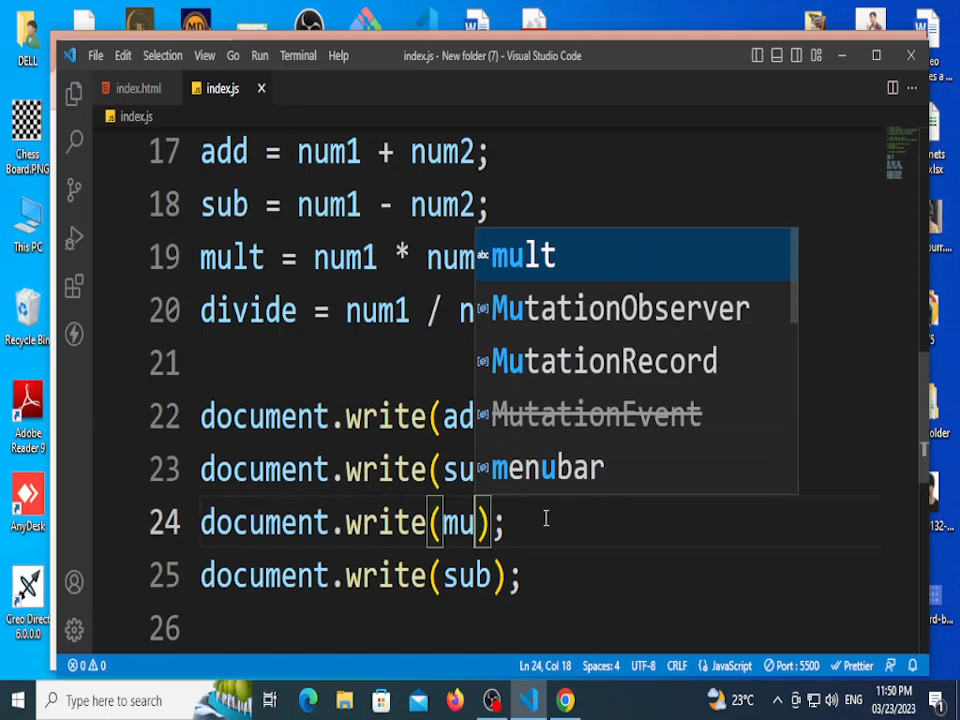 DELL
File Edit Selection View Go Run Terminal Help
index.js - New folder (7) - Visual Studio Code
index.html index.js
index.js
Chess
Board.PNG
This PC
Recycle Bin
Adobe
Reader 9
AnyDesk
Creo Direct
6.0.0.0
17 add = num1 + num2;
18 sub = num1 - num2;
19 mult = num1 * num
20 divide = num1 / n
21
22 document.write(ad
23 document.write(su
24 document.write(mu);
25 document.write(sub);
26
abc mult
MutationObserver
MutationRecord
MutationEvent
menubar
0 0
Ln 24, Col 18 Spaces: 4 UTF-8 CRLF JavaScript Port : 5500 Prettier
Type here to search
23°C
ENG
11:50 PM
03/23/2023
1